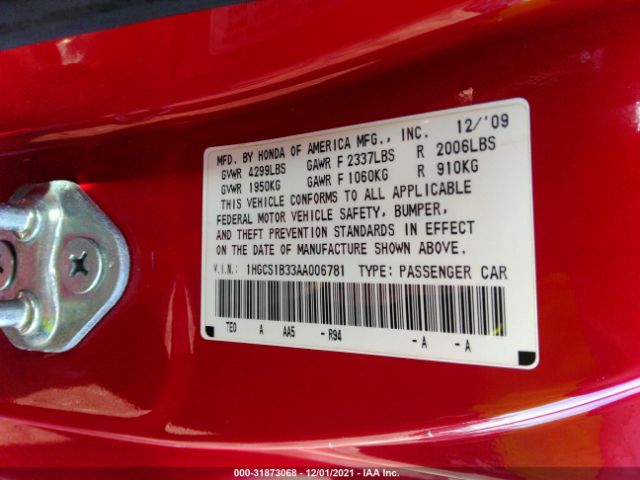 MFD. BY HONDA OF AMERICA MFG., INC. 12/'09
GVWR 4299LBS GAWR F 2337LBS R 2006LBS
GVWR 1950KG GAWR F 1060KG R 910KG
THIS VEHICLE CONFORMS TO ALL APPLICABLE
FEDERAL MOTOR VEHICLE SAFETY, BUMPER,
AND THEFT PREVENTION STANDARDS IN EFFECT
ON THE DATE OF MANUFACTURE SHOWN ABOVE.
V.I.N.: 1HGCS1B33AA006781 TYPE: PASSENGER CAR
TE0 A AA5 - R94 - A - A
000-31873068 - 12/01/2021 - IAA Inc.